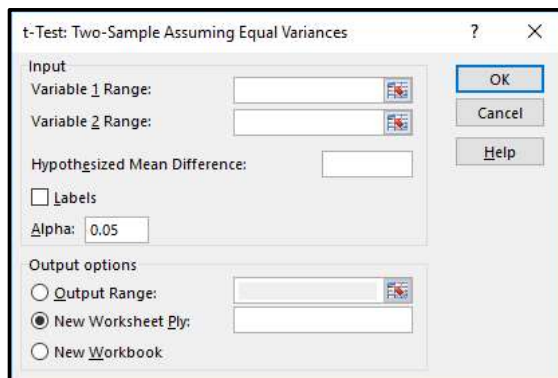 t-Test: Two-Sample Assuming Equal Variances ? X
Input
Variable 1 Range:
Variable 2 Range:
Hypothesized Mean Difference:
Labels
Alpha: 0.05
OK
Cancel
Help
Output options
Output Range:
New Worksheet Ply:
New Workbook